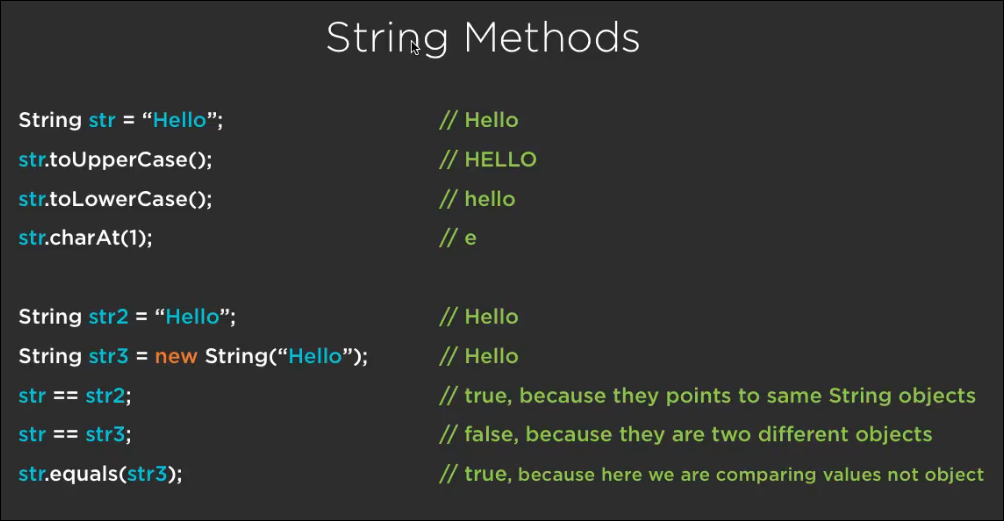 String Methods
String str = “Hello”; // Hello
str.toUpperCase(); // HELLO
str.toLowerCase(); // hello
str.charAt(1); // e
String str2 = “Hello”; // Hello
String str3 = new String(“Hello”); // Hello
str == str2; // true, because they points to same String objects
str == str3; // false, because they are two different objects
str.equals(str3); // true, because here we are comparing values not object